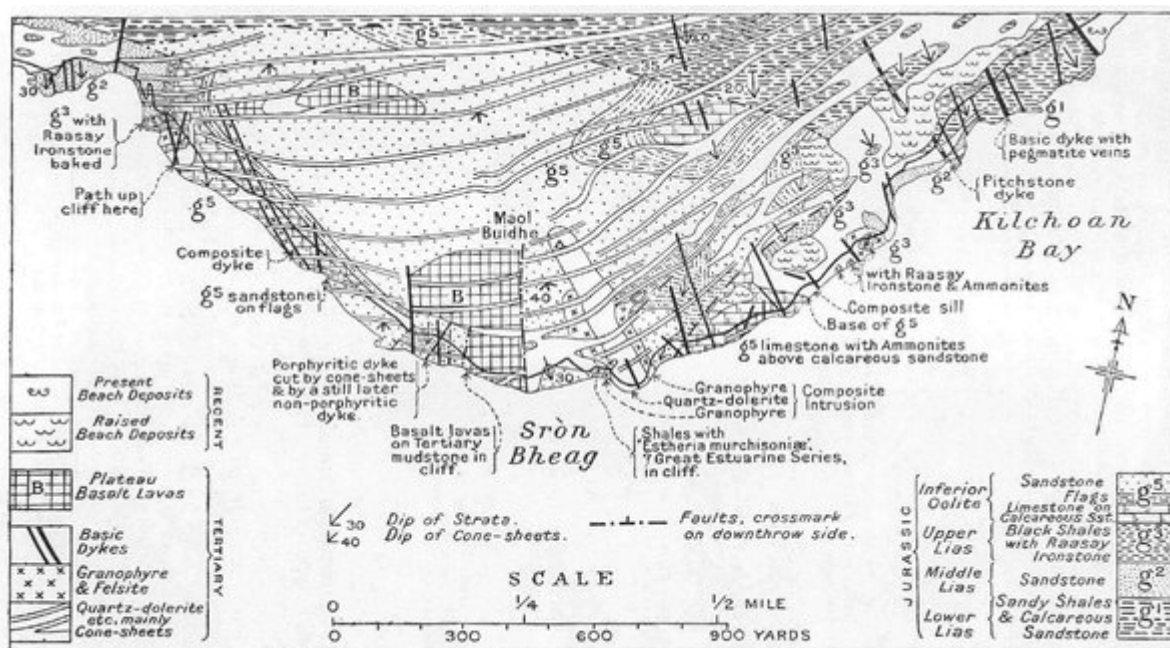 g5
40
25
20
30
g2
B
g3 with
Raasay
Ironstone
baked
Path up
cliff here
g5
g5
g5
g5
g3
g3
g2
g1
Basic dyke with
pegmatite veins
Pitchstone
dyke
Kilchoan
Bay
g3
with Raasay
Ironstone & Ammonites
Composite sill
Base of g5
g5 limestone with Ammonites
above calcareous sandstone
Maol
Buidhe
Composite
dyke
g5 sandstone
on flags
B
40
30
N
Porphyritic dyke
cut by cone-sheets
& by a still later
non-porphyritic
dyke.
Basalt lavas
on Tertiary
mudstone in
cliff.
Sròn
Bheag
Granophyre
Quartz-dolerite
Granophyre
Composite
Intrusion
Shales with
Estheria murchisoniæ,
? Great Estuarine Series,
in cliff.
Present
Beach Deposits
Raised
Beach Deposits
RECENT
B
Plateau
Basalt Lavas
Basic
Dykes
Granophyre
& Felsite
Quartz-dolerite
etc. mainly
Cone-sheets
TERTIARY
30 Dip of Strata.
40 Dip of Cone-sheets.
Faults, crossmark
on downthrow side.
SCALE
0 1/4 1/2 MILE
0 300 600 900 YARDS
JURASSIC
Inferior
Oolite
Sandstone
Flags
Limestone on
Calcareous Sst.
g5
Upper
Lias
Black Shales
with Raasay
Ironstone
g3
Middle
Lias
Sandstone
g2
Lower
Lias
Sandy Shales
& Calcareous
Sandstone
g1